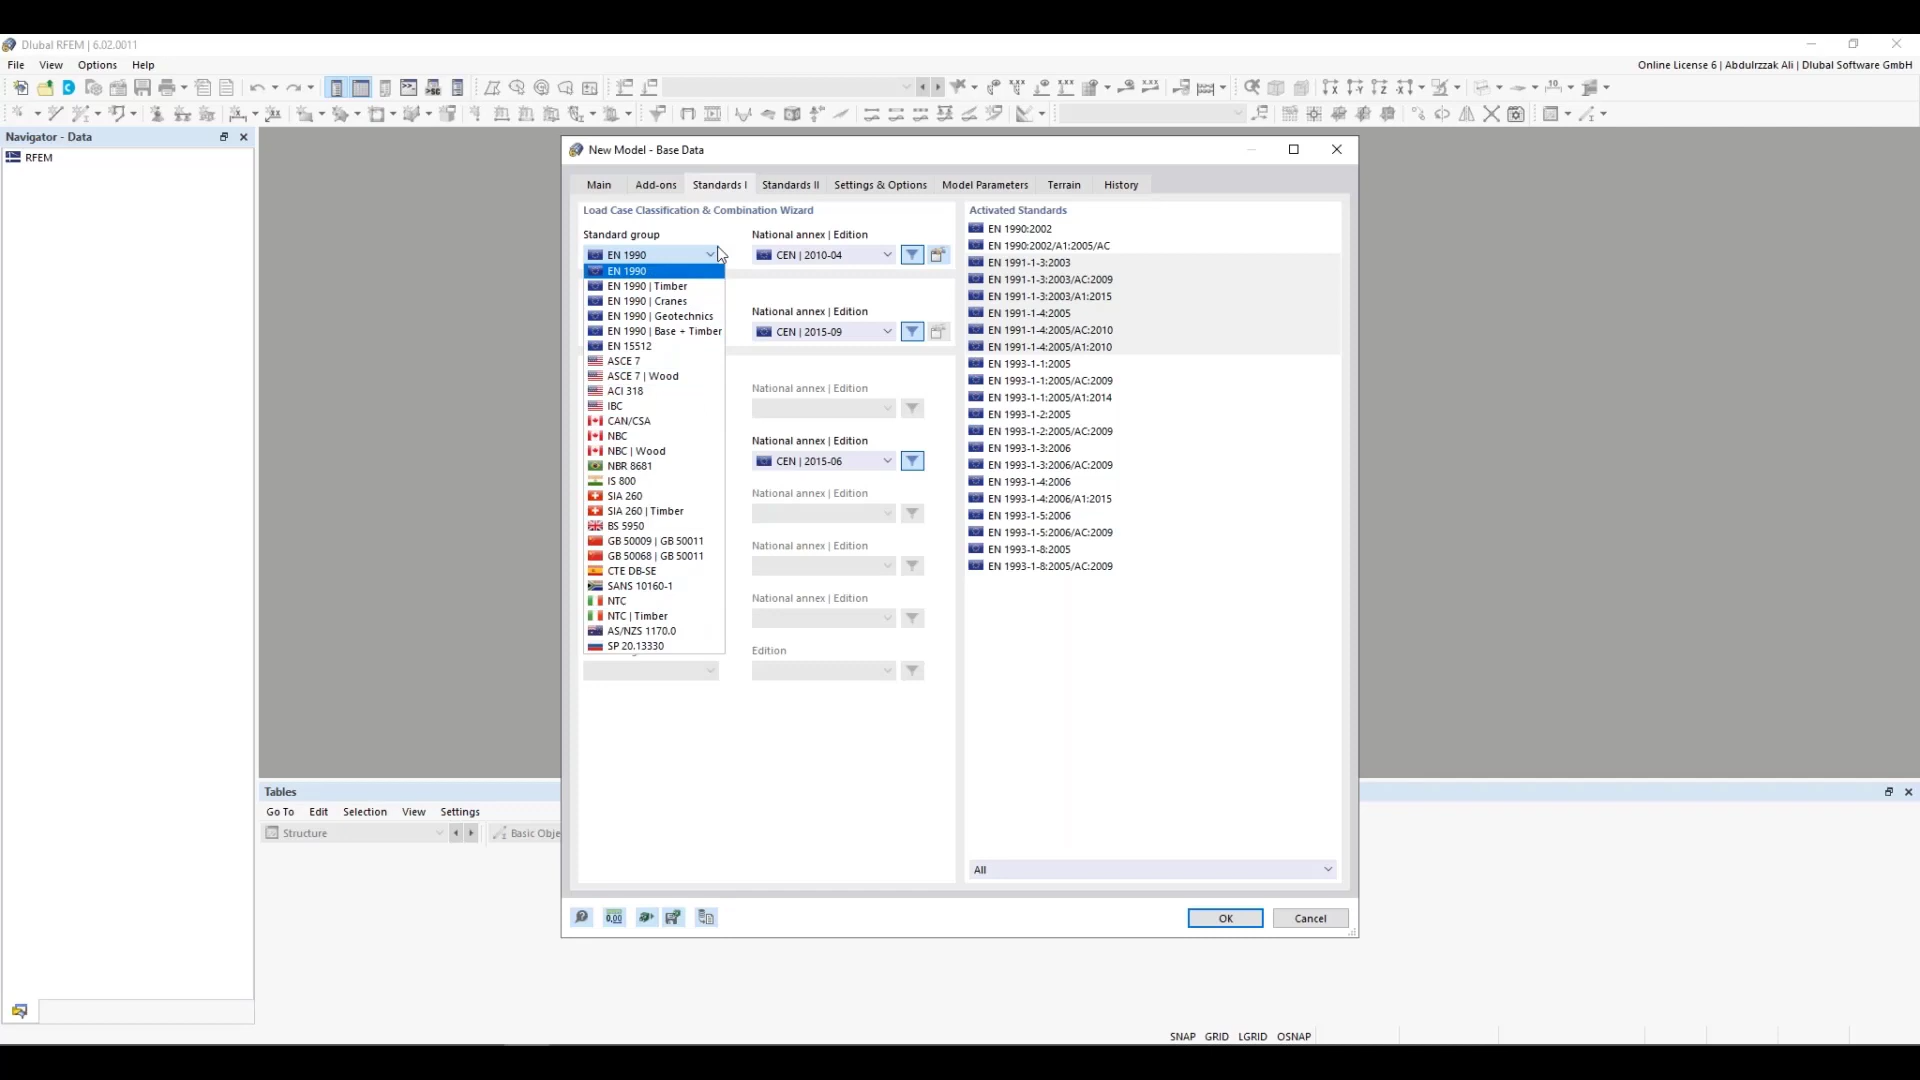 Dlubal RFEM | 6.02.0011
File View Options Help
Online License 6 | Abdulrzzak Ali | Dlubal Software GmbH
Navigator - Data
RFEM
New Model - Base Data
Main Add-ons Standards I Standards II Settings & Options Model Parameters Terrain History
Load Case Classification & Combination Wizard
Standard group
National annex | Edition
EN 1990
CEN | 2010-04
EN 1990
EN 1990 | Timber
EN 1990 | Cranes
EN 1990 | Geotechnics
EN 1990 | Base + Timber
EN 15512
ASCE 7
ASCE 7 | Wood
ACI 318
IBC
CAN/CSA
NBC
NBC | Wood
NBR 8681
IS 800
SIA 260
SIA 260 | Timber
BS 5950
GB 50009 | GB 50011
GB 50068 | GB 50011
CTE DB-SE
SANS 10160-1
NTC
NTC | Timber
AS/NZS 1170.0
SP 20.13330
National annex | Edition
CEN | 2015-09
National annex | Edition
National annex | Edition
CEN | 2015-06
National annex | Edition
National annex | Edition
National annex | Edition
Edition
Activated Standards
EN 1990:2002
EN 1990:2002/A1:2005/AC
EN 1991-1-3:2003
EN 1991-1-3:2003/AC:2009
EN 1991-1-3:2003/A1:2015
EN 1991-1-4:2005
EN 1991-1-4:2005/AC:2010
EN 1991-1-4:2005/A1:2010
EN 1993-1-1:2005
EN 1993-1-1:2005/AC:2009
EN 1993-1-1:2005/A1:2014
EN 1993-1-2:2005
EN 1993-1-2:2005/AC:2009
EN 1993-1-3:2006
EN 1993-1-3:2006/AC:2009
EN 1993-1-4:2006
EN 1993-1-4:2006/A1:2015
EN 1993-1-5:2006
EN 1993-1-5:2006/AC:2009
EN 1993-1-8:2005
EN 1993-1-8:2005/AC:2009
All
OK Cancel
Tables
Go To Edit Selection View Settings
Structure
Basic Obje
SNAP GRID LGRID OSNAP